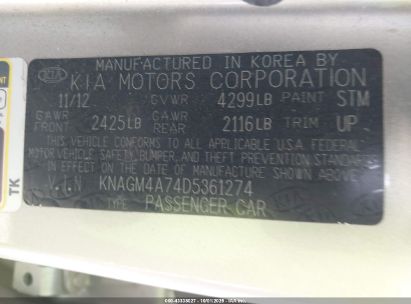 MANUFACTURED IN KOREA BY
KIA KIA MOTORS CORPORATION
11/12 GVWR 4299LB PAINT STM
GAWR FRONT 2425LB GAWR REAR 2116LB TRIM UP
THIS VEHICLE CONFORMS TO ALL APPLICABLE U.S.A. FEDERAL
MOTOR VEHICLE SAFETY, BUMPER, AND THEFT PREVENTION STANDARDS
IN EFFECT ON THE DATE OF MANUFACTURE SHOWN ABOVE
V.I.N KNAGM4A74D5361274
TYPE PASSENGER CAR
TK